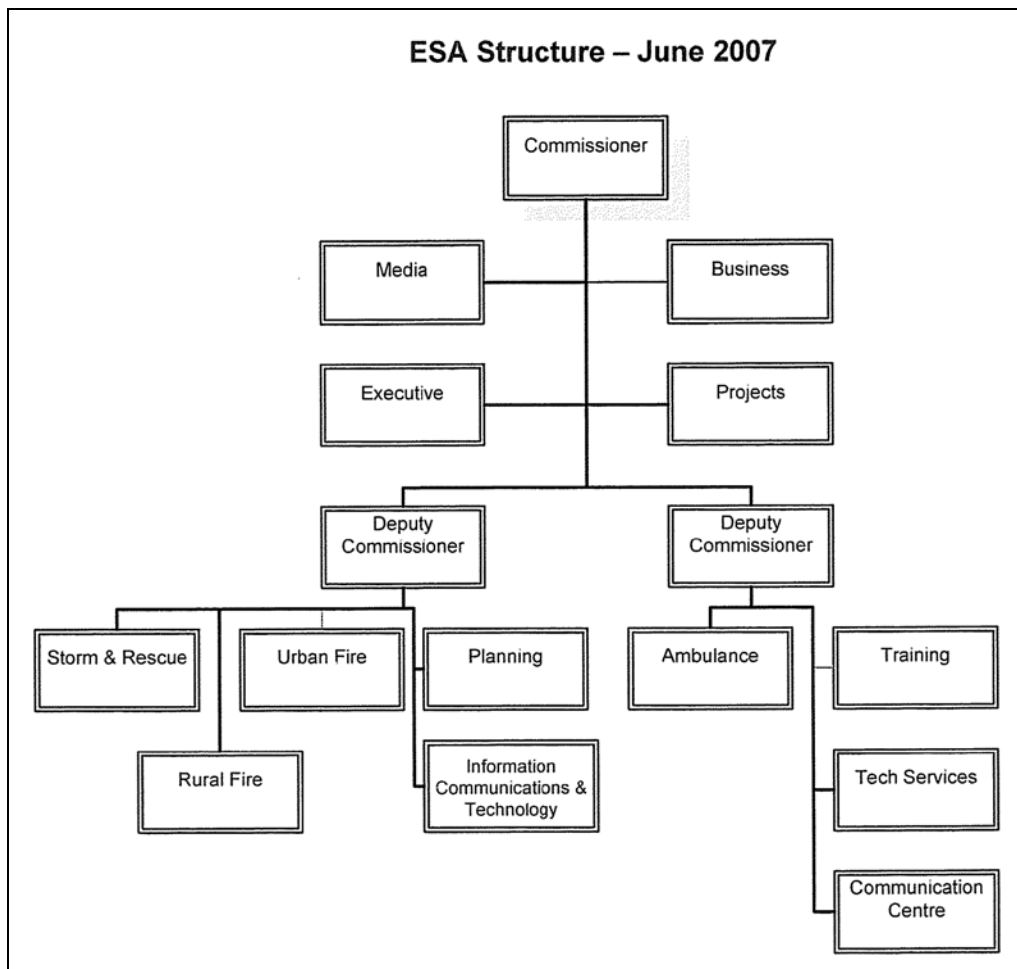 ESA Structure – June 2007
Commissioner
Media
Business
Executive
Projects
Deputy
Commissioner
Deputy
Commissioner
Storm & Rescue
Urban Fire
Planning
Ambulance
Training
Rural Fire
Information
Communications &
Technology
Tech Services
Communication
Centre